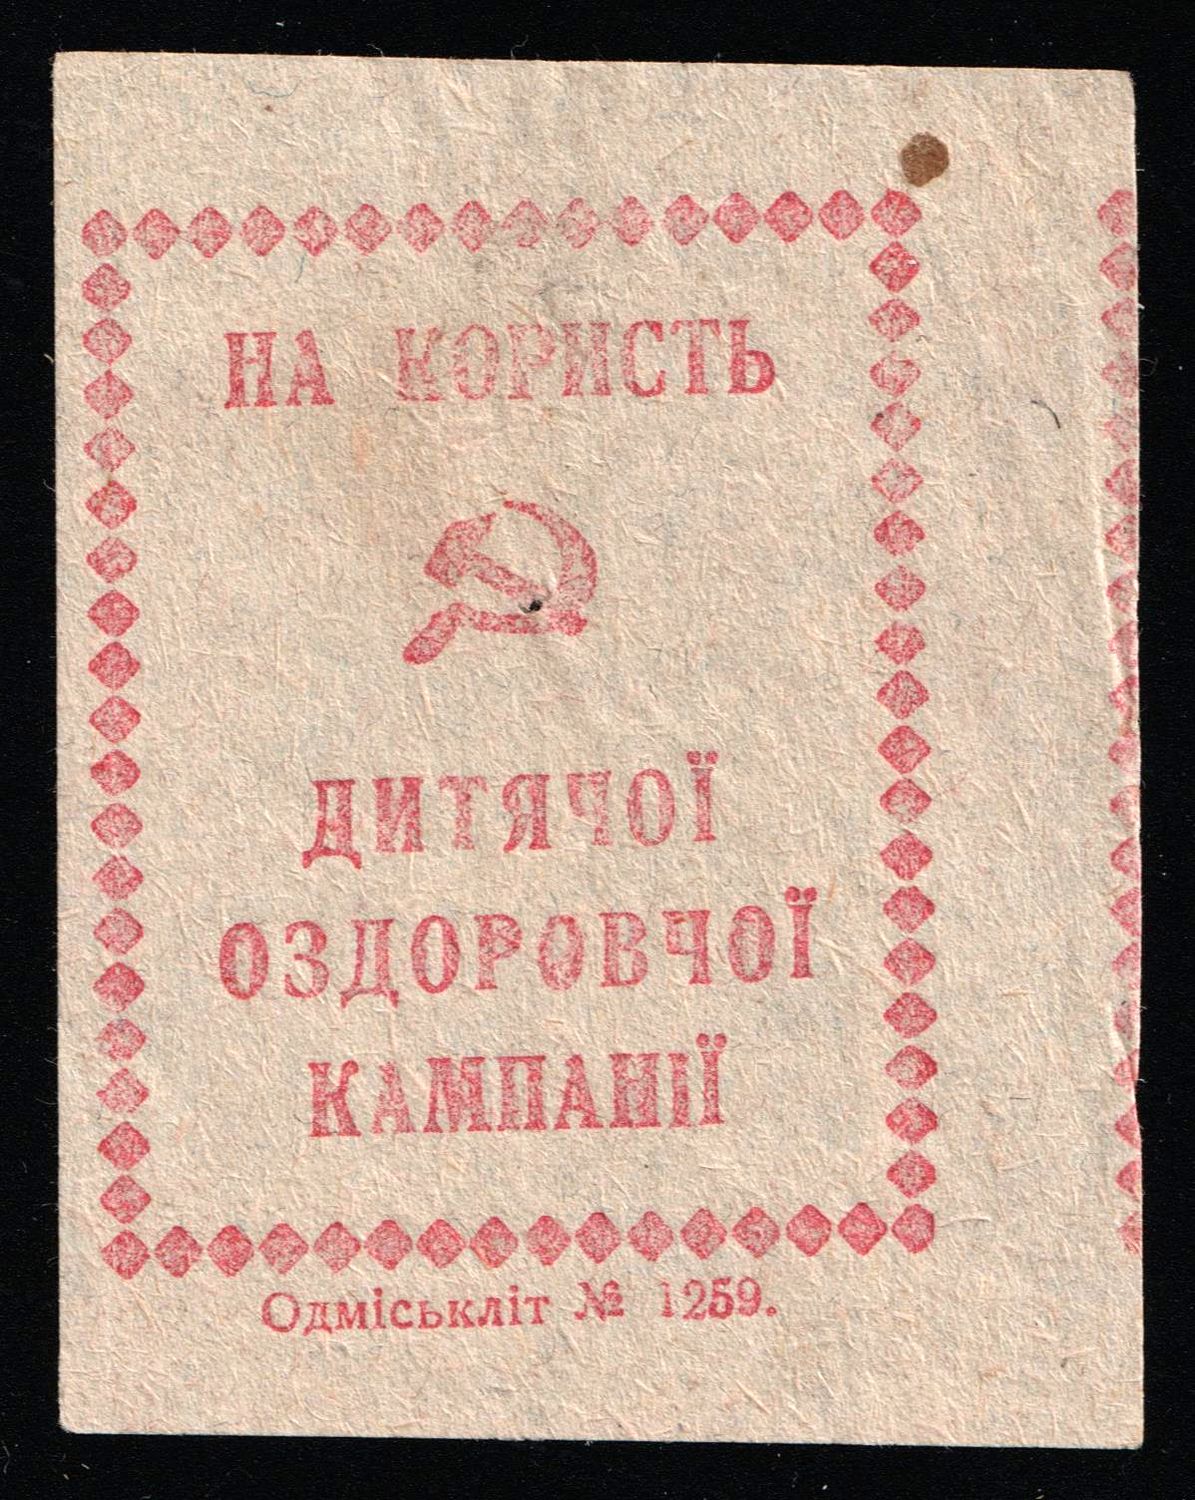 НА КОРИСТЬ
ДИТЯЧОЇ
ОЗДОРОВЧОЇ
КАМПАНІЇ
Одміськліт № 1259.